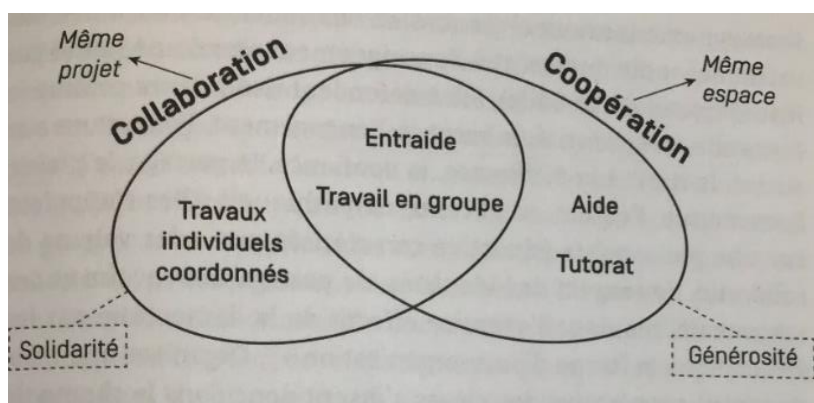 Même
projet
Collaboration
Coopération
Même
espace
Entraide
Travail en groupe
Travaux
individuels
coordonnés
Aide
Tutorat
Solidarité
Générosité